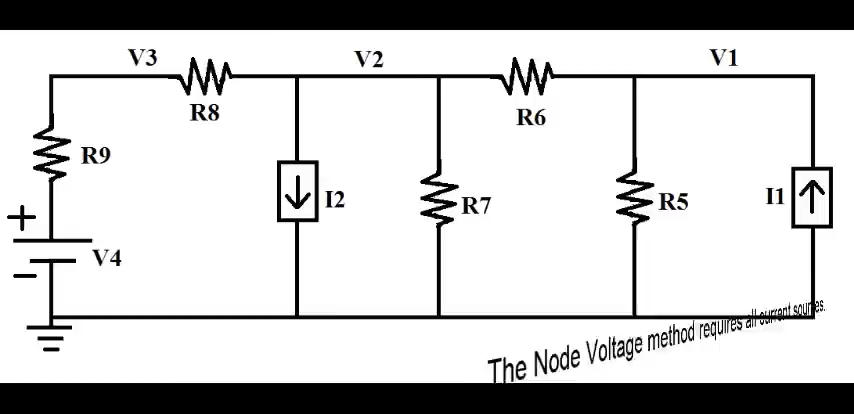 V3
V2
V1
R8
R6
R9
I2
R7
R5
I1
+
V4
−
The Node Voltage method requires all current sources.